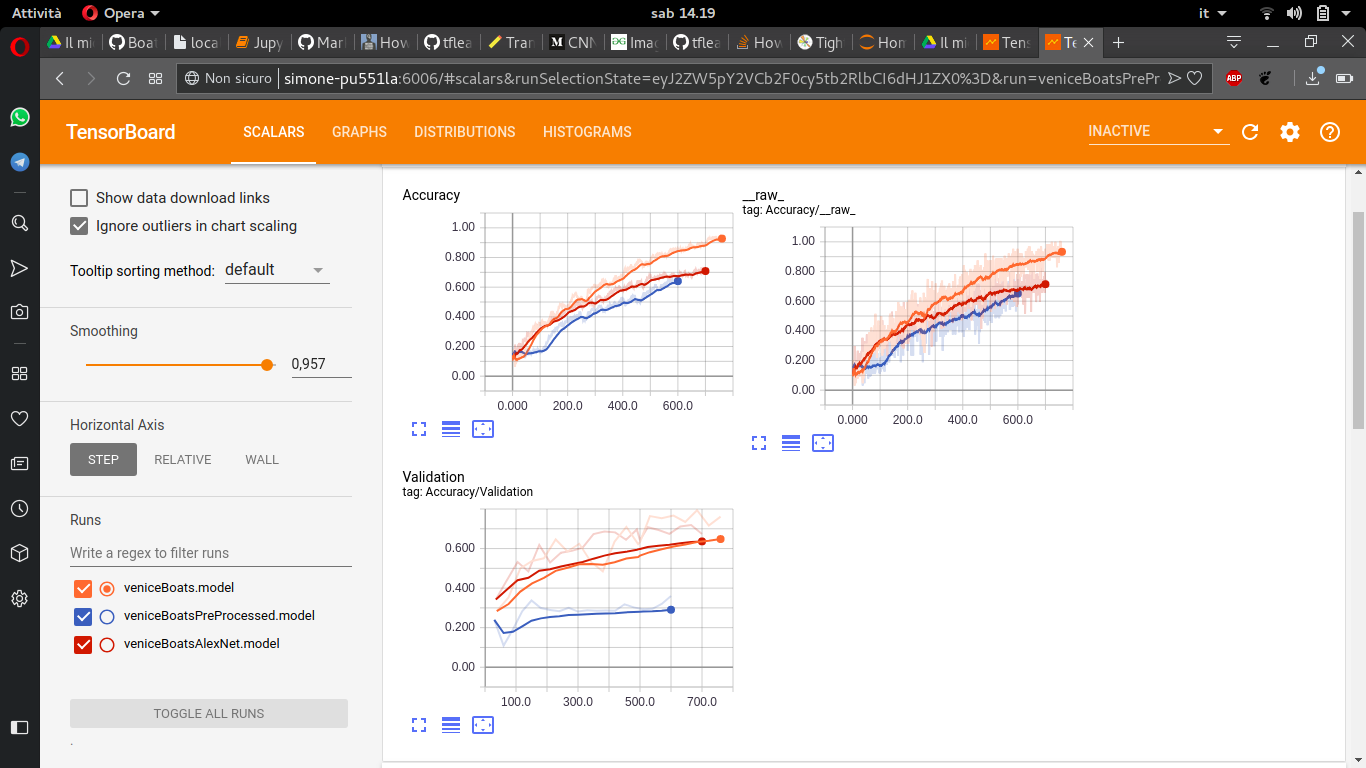 Attività Opera sab 14.19 it
Il mi Boat loca Jupy Mar How tflea Tran CNN Imag tflea How Tigh Hom Il mi Tens Te
Non sicuro simone-pu551la:6006/#scalars&runSelectionState=eyJ2ZW5pY2VCb2F0cy5tb2RlbCI6dHJ1ZX0%3D&run=veniceBoatsPrePr ABP
TensorBoard SCALARS GRAPHS DISTRIBUTIONS HISTOGRAMS INACTIVE
Show data download links
Ignore outliers in chart scaling
Tooltip sorting method: default
Smoothing
0,957
Horizontal Axis
STEP RELATIVE WALL
Runs
Write a regex to filter runs
veniceBoats.model
veniceBoatsPreProcessed.model
veniceBoatsAlexNet.model
TOGGLE ALL RUNS
.
Accuracy
1.00
0.800
0.600
0.400
0.200
0.00
0.000 200.0 400.0 600.0
__raw_
tag: Accuracy/__raw_
1.00
0.800
0.600
0.400
0.200
0.00
0.000 200.0 400.0 600.0
Validation
tag: Accuracy/Validation
0.600
0.400
0.200
0.00
100.0 300.0 500.0 700.0